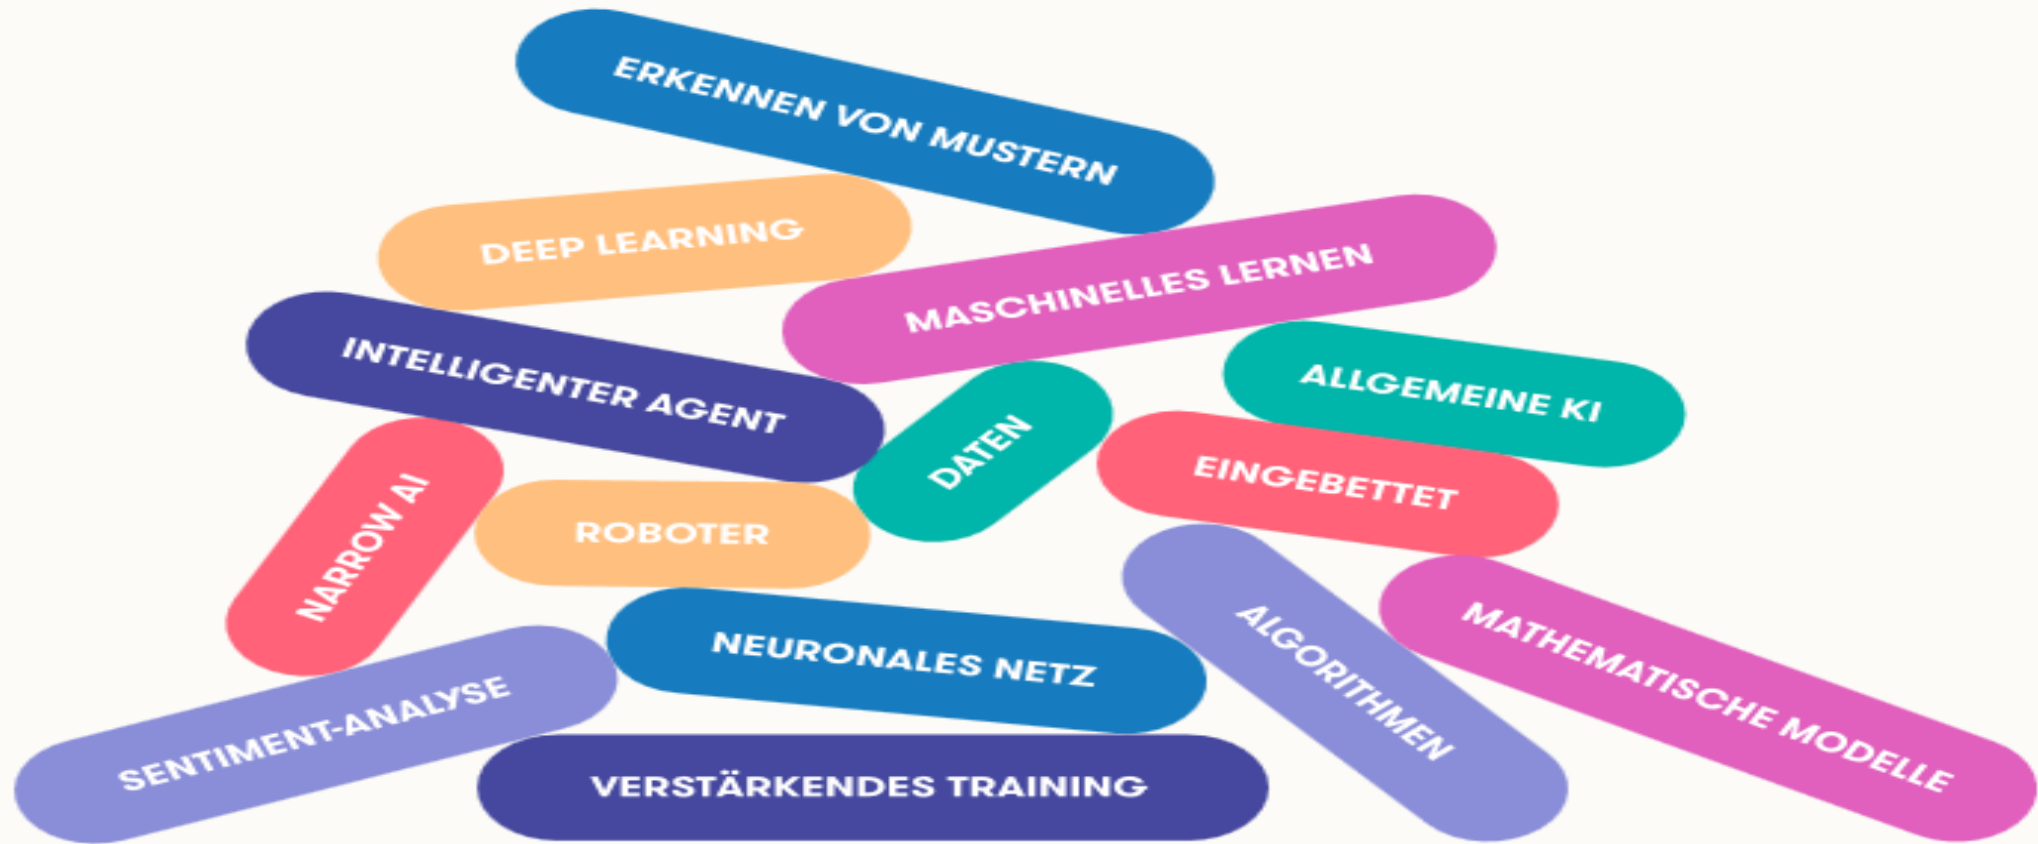 ERKENNEN VON MUSTERN
DEEP LEARNING
MASCHINELLES LERNEN
INTELLIGENTER AGENT
ALLGEMEINE KI
DATEN
EINGEBETTET
NARROW AI
ROBOTER
NEURONALES NETZ
ALGORITHMEN
MATHEMATISCHE MODELLE
SENTIMENT-ANALYSE
VERSTÄRKENDES TRAINING